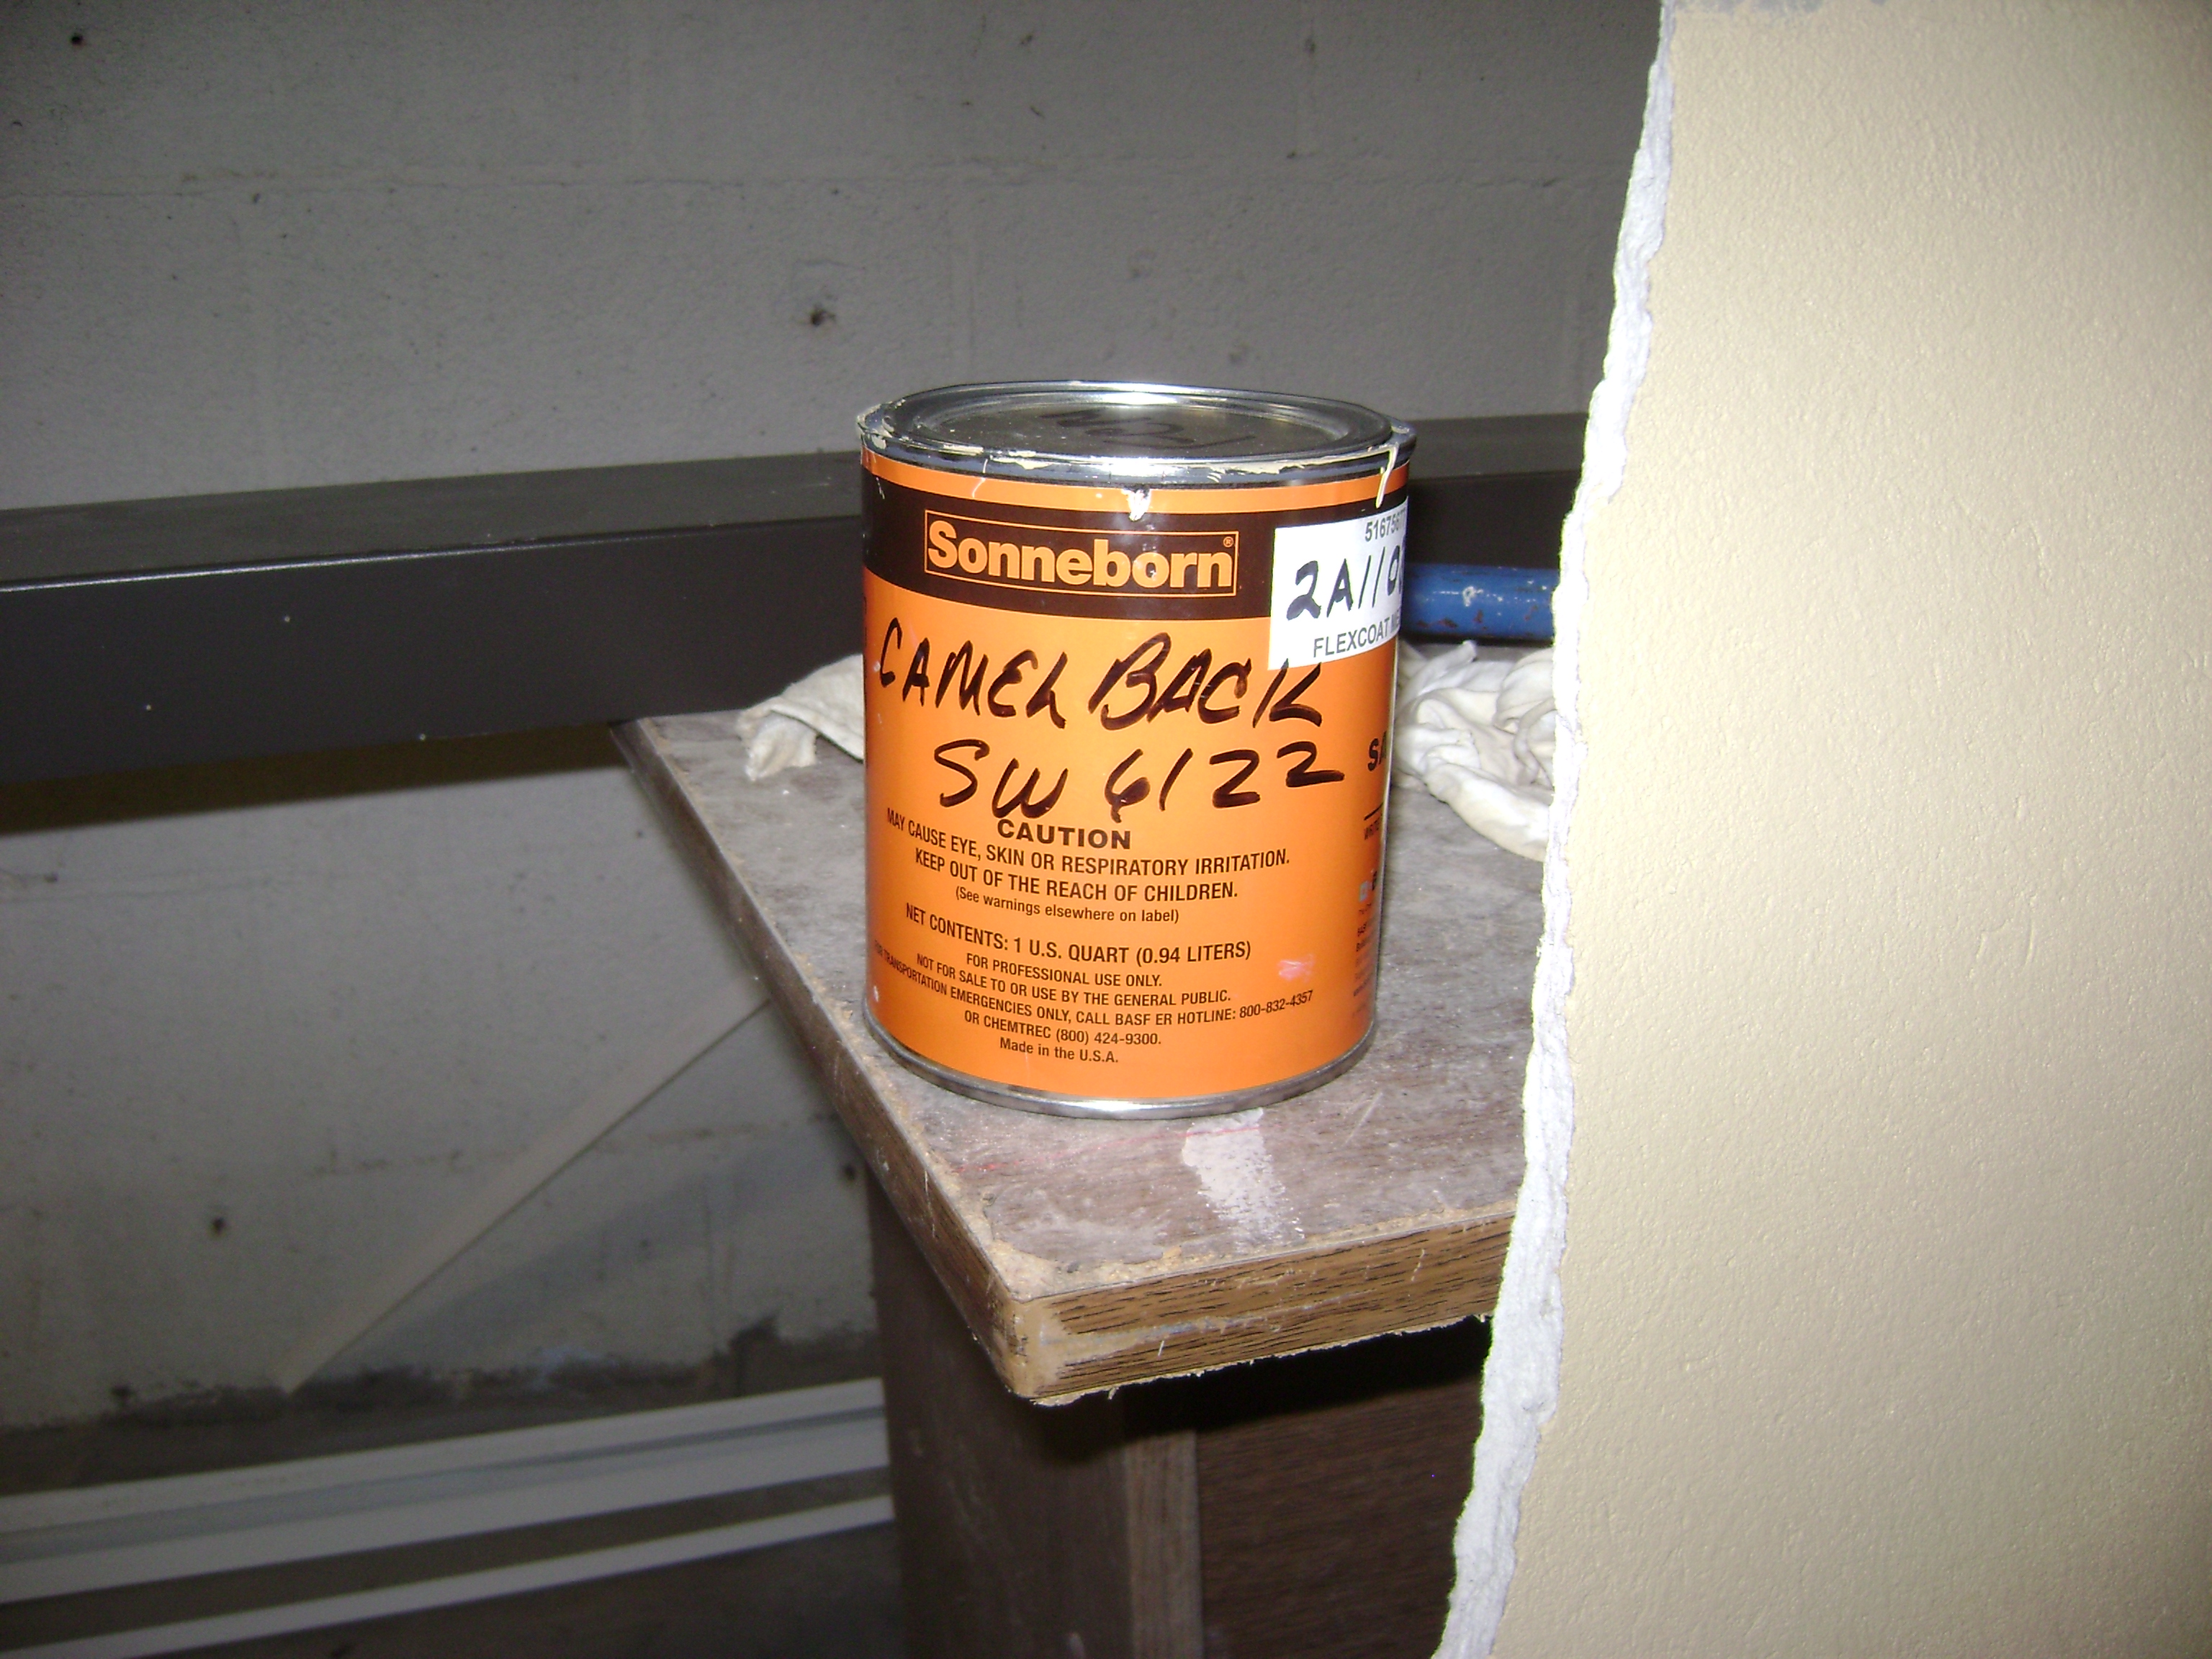 Sonneborn®
2A110
FLEXCOAT
CAMEL BACK
SW 6122
CAUTION
MAY CAUSE EYE, SKIN OR RESPIRATORY IRRITATION.
KEEP OUT OF THE REACH OF CHILDREN.
(See warnings elsewhere on label)
NET CONTENTS: 1 U.S. QUART (0.94 LITERS)
FOR PROFESSIONAL USE ONLY.
NOT FOR SALE TO OR USE BY THE GENERAL PUBLIC.
TRANSPORTATION EMERGENCIES ONLY, CALL BASF ER HOTLINE: 800-832-4357
OR CHEMTREC (800) 424-9300.
Made in the U.S.A.